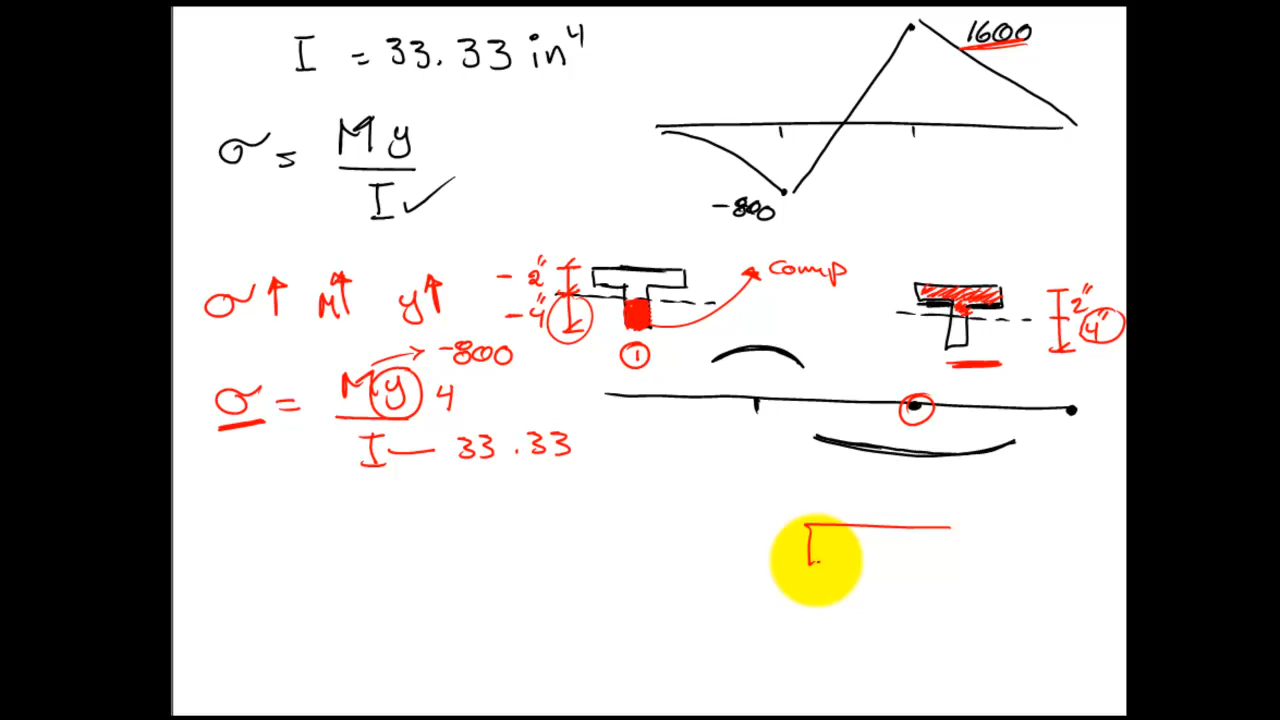 I = 33.33 in⁴
1600
σ = My / I ✓
-800
σ↑ M↑ y↑
- 2"
- 4"
comp
①
2"
4"
σ = My / I
-800
4
33.33